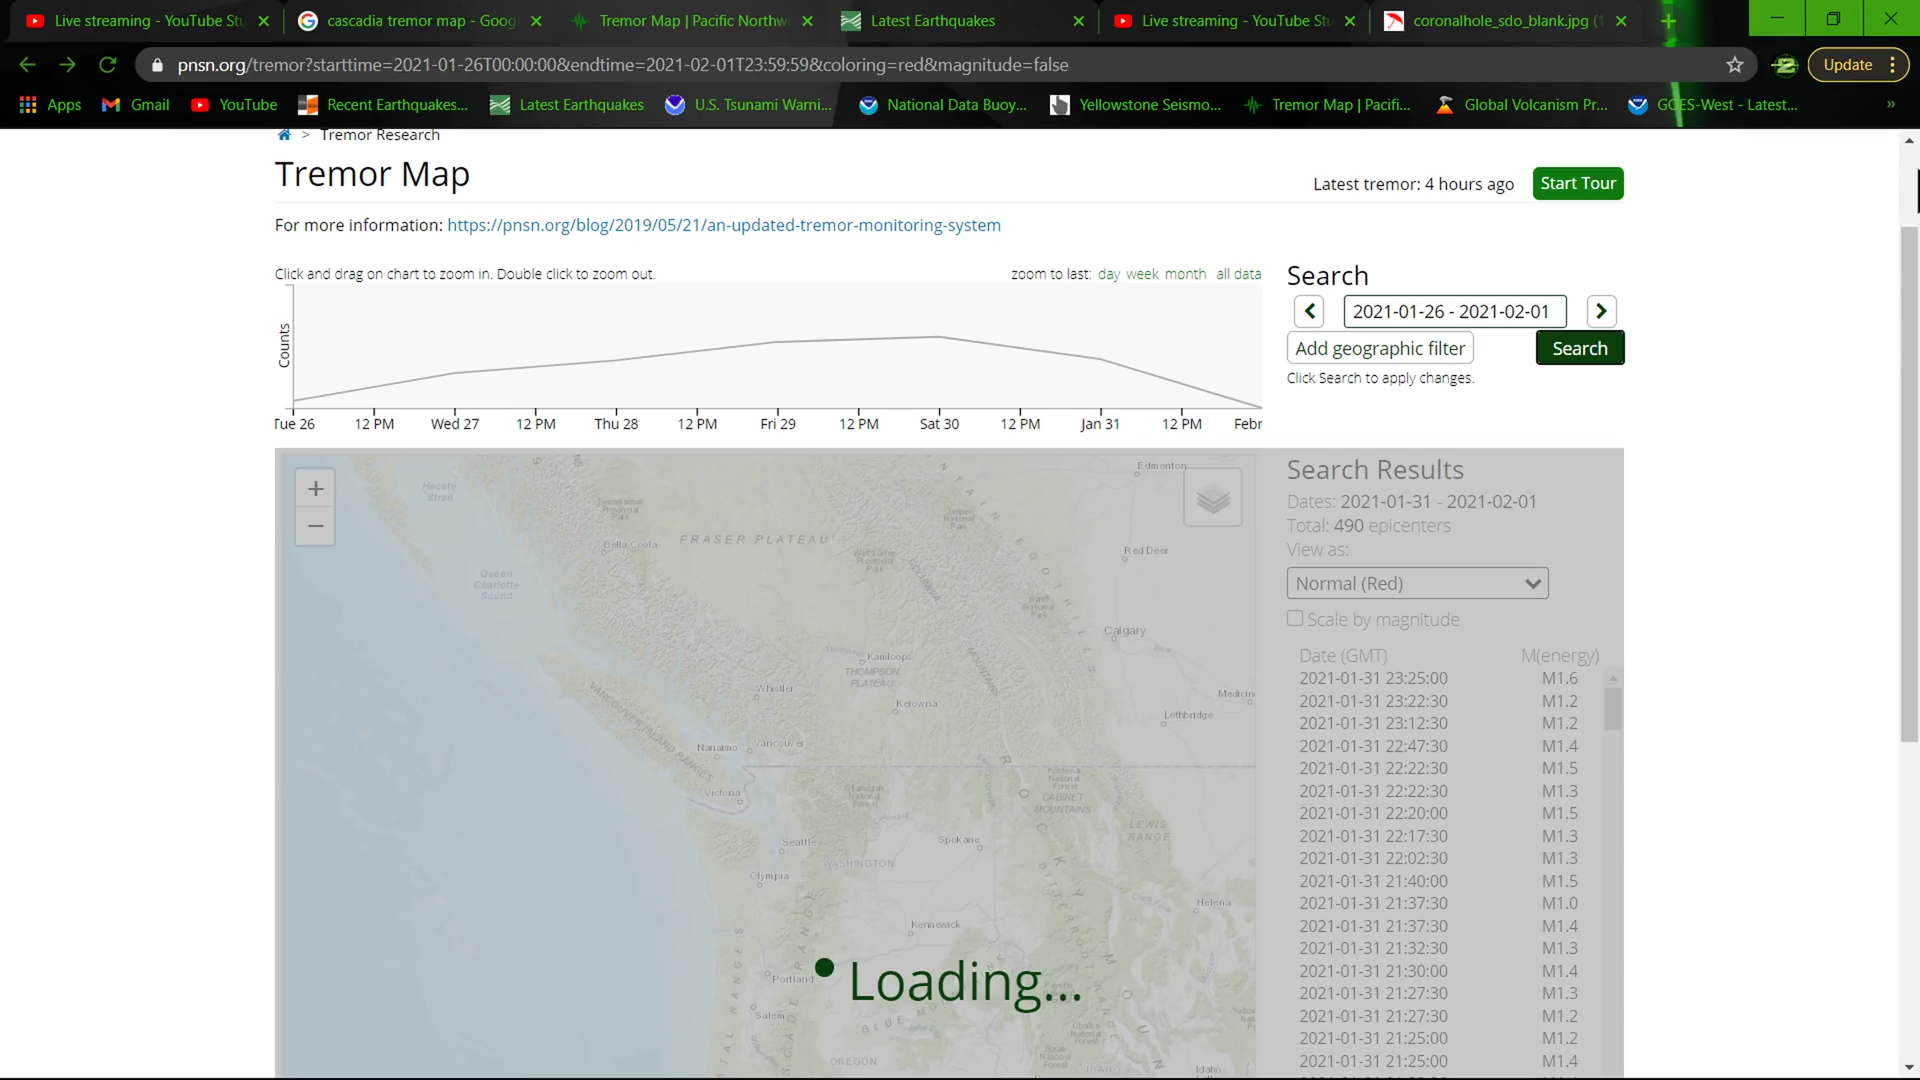 Live streaming - YouTube Stu
cascadia tremor map - Goog
Tremor Map | Pacific Northw
Latest Earthquakes
Live streaming - YouTube Stu
coronalhole_sdo_blank.jpg (1
pnsn.org/tremor?starttime=2021-01-26T00:00:00&endtime=2021-02-01T23:59:59&coloring=red&magnitude=false
Update
Apps
Gmail
YouTube
Recent Earthquakes...
Latest Earthquakes
U.S. Tsunami Warni...
National Data Buoy...
Yellowstone Seismo...
Tremor Map | Pacifi...
Global Volcanism Pr...
GOES-West - Latest...
»
> Tremor Research
Tremor Map
Latest tremor: 4 hours ago
Start Tour
For more information: https://pnsn.org/blog/2019/05/21/an-updated-tremor-monitoring-system
Click and drag on chart to zoom in. Double click to zoom out.
zoom to last: day week month all data
Counts
Tue 26 12 PM Wed 27 12 PM Thu 28 12 PM Fri 29 12 PM Sat 30 12 PM Jan 31 12 PM Febr
Search
2021-01-26 - 2021-02-01
Add geographic filter
Search
Click Search to apply changes.
+
−
Hecate
Strait
Edmonton
Bella Coola
FRASER PLATEAU
Red Deer
Queen
Charlotte
Sound
Calgary
Kamloops
THOMPSON
PLATEAU
Whistler
Kelowna
Medicin
Lethbridge
VANCOUVER ISLAND RANGES
Nanaimo
Vancouver
Victoria
CABINET
MOUNTAINS
LEWIS
RANGE
Seattle
Spokane
WASHINGTON
Olympia
Helena
Kennewick
Portland
Loading...
Salem
OREGON
Idaho
Search Results
Dates: 2021-01-31 - 2021-02-01
Total: 490 epicenters
View as:
Normal (Red)
Scale by magnitude
Date (GMT) M(energy)
2021-01-31 23:25:00 M1.6
2021-01-31 23:22:30 M1.2
2021-01-31 23:12:30 M1.2
2021-01-31 22:47:30 M1.4
2021-01-31 22:22:30 M1.5
2021-01-31 22:22:30 M1.3
2021-01-31 22:20:00 M1.5
2021-01-31 22:17:30 M1.3
2021-01-31 22:02:30 M1.3
2021-01-31 21:40:00 M1.5
2021-01-31 21:37:30 M1.0
2021-01-31 21:37:30 M1.4
2021-01-31 21:32:30 M1.3
2021-01-31 21:30:00 M1.4
2021-01-31 21:27:30 M1.3
2021-01-31 21:27:30 M1.2
2021-01-31 21:25:00 M1.2
2021-01-31 21:25:00 M1.4